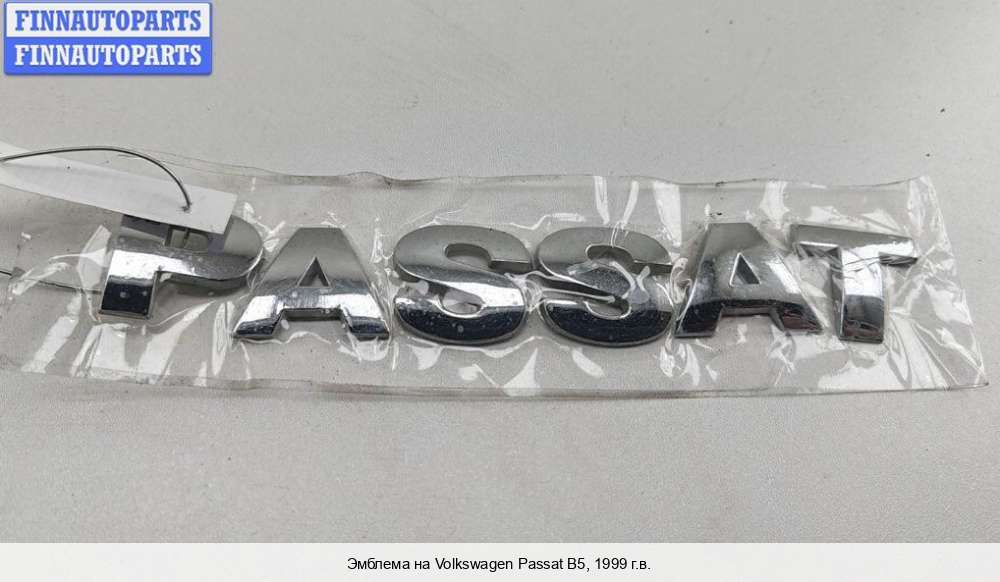 FINNAUTOPARTS
FINNAUTOPARTS
PASSAT
Эмблема на Volkswagen Passat B5, 1999 г.в.